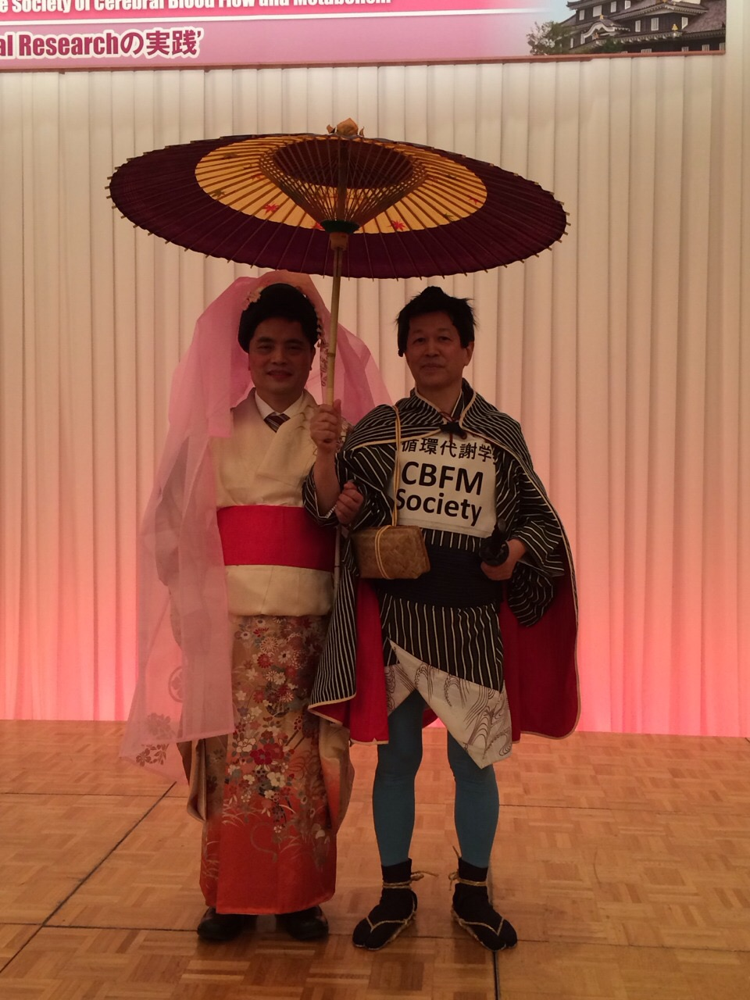 Society of Cerebral Blood Flow and Metabolism
al Researchの実践’
循環代謝学
CBFM
Society